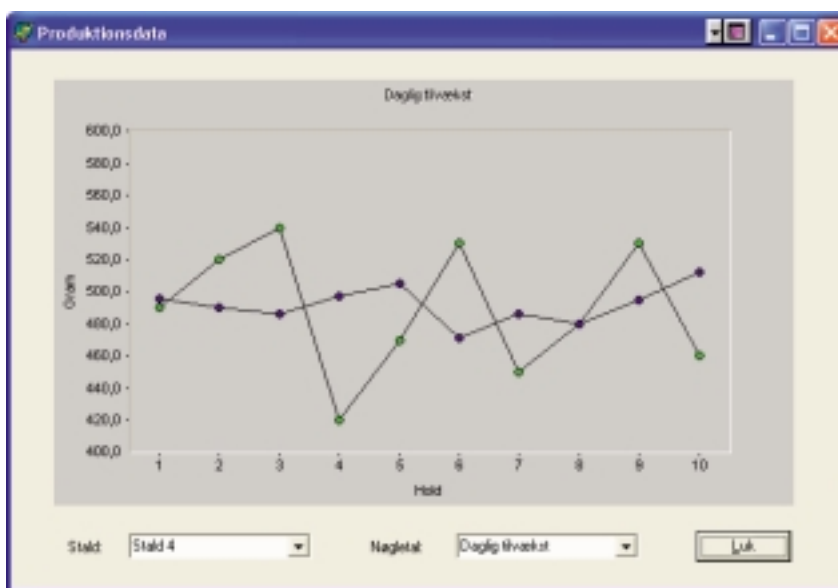 Produktionsdata
Daglig tilvækst
600,0
580,0
560,0
540,0
520,0
500,0
480,0
460,0
440,0
420,0
400,0
Gram
1 2 3 4 5 6 7 8 9 10
Hold
Stald: Stald 4 Nøgletal: Daglig tilvækst Luk